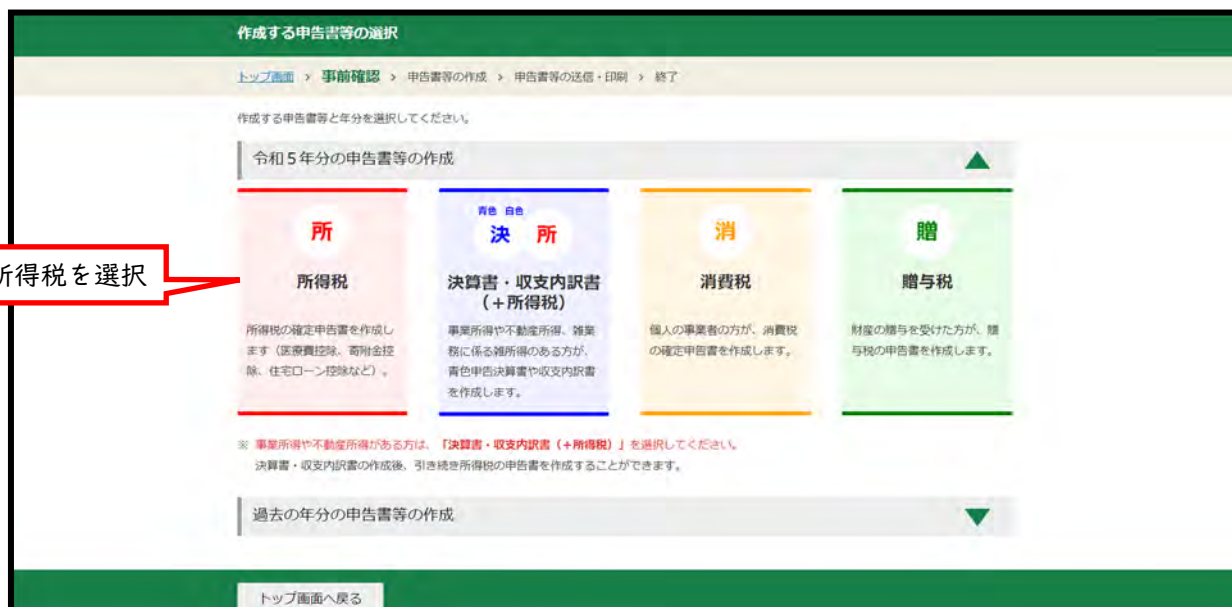 作成する申告書等の選択
トップ画面 > 事前確認 > 申告書等の作成 > 申告書等の送信・印刷 > 終了
作成する申告書等と年分を選択してください。
令和5年分の申告書等の作成
所
所得税
所得税の確定申告書を作成し
ます（医療費控除、寄附金控
除、住宅ローン控除など）。
青色 白色
決 所
決算書・収支内訳書
（＋所得税）
事業所得や不動産所得、雑業
務に係る雑所得のある方が、
青色申告決算書や収支内訳書
を作成します。
消
消費税
個人の事業者の方が、消費税
の確定申告書を作成します。
贈
贈与税
財産の贈与を受けた方が、贈
与税の申告書を作成します。
所得税を選択
※ 事業所得や不動産所得がある方は、「決算書・収支内訳書（＋所得税）」を選択してください。
決算書・収支内訳書の作成後、引き続き所得税の申告書を作成することができます。
過去の年分の申告書等の作成
トップ画面へ戻る